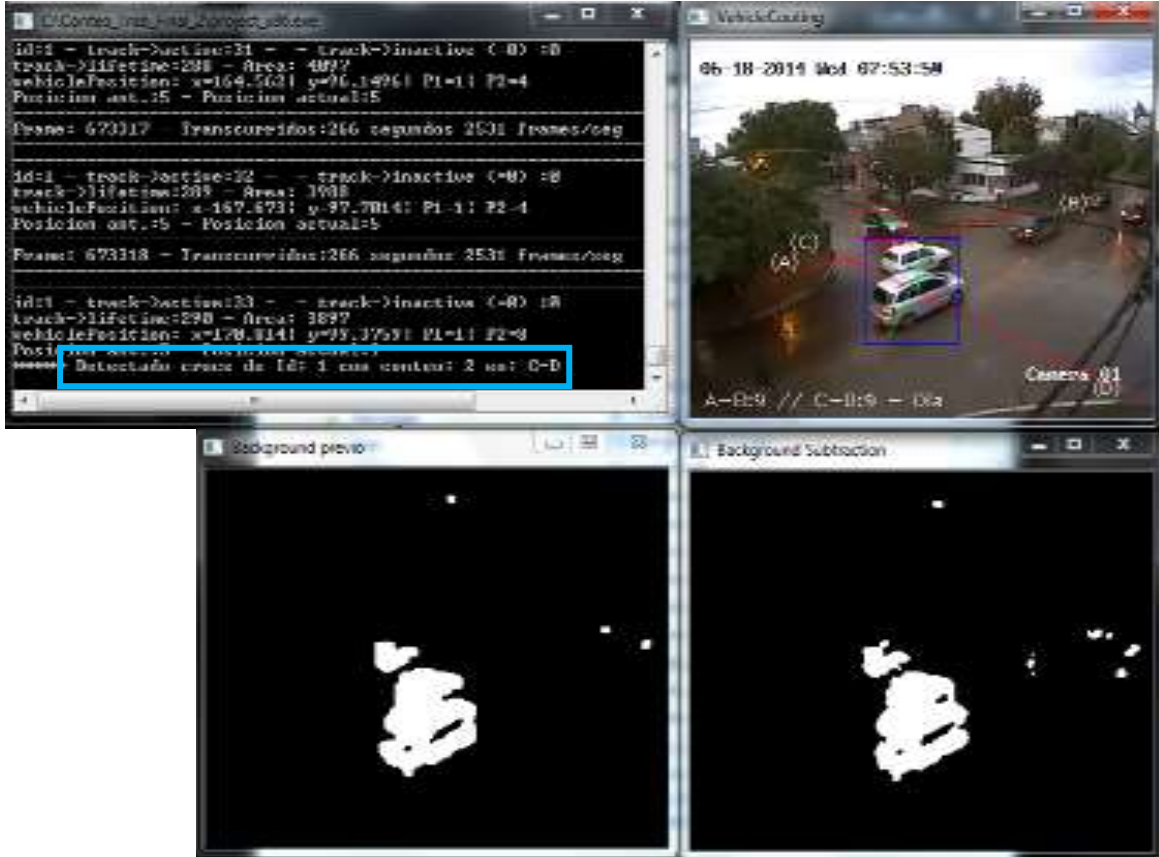 C:\Conteo_Tesis_Final_2\project_x86.exe
id:1 - track->active:31 - - track->inactive (=0) :0
track->lifetime:288 - Area: 4097
vehiclePosition: x=164.562| y=96.1496| P1=1| P2=4
Posicion ant.:5 - Posicion actual:5
Frame: 673317 - Transcurridos:266 segundos 2531 frames/seg
id:1 - track->active:32 - - track->inactive (=0) :0
track->lifetime:289 - Area: 3988
vehiclePosition: x=167.673| y=97.7814| P1=1| P2=4
Posicion ant.:5 - Posicion actual:5
Frame: 673318 - Transcurridos:266 segundos 2531 frames/seg
id:1 - track->active:33 - - track->inactive (=0) :0
track->lifetime:290 - Area: 3897
vehiclePosition: x=170.814| y=99.3759| P1=1| P2=8
Detectado cruce de Id: 1 con conteo: 2 en: C-D
VehicleCouting
06-18-2014 Wed 07:53:50
(B)
(C)
(A)
Camera 01
(D)
A-B:9 // C-D:9 - Dia
Background previo
Background Subtraction